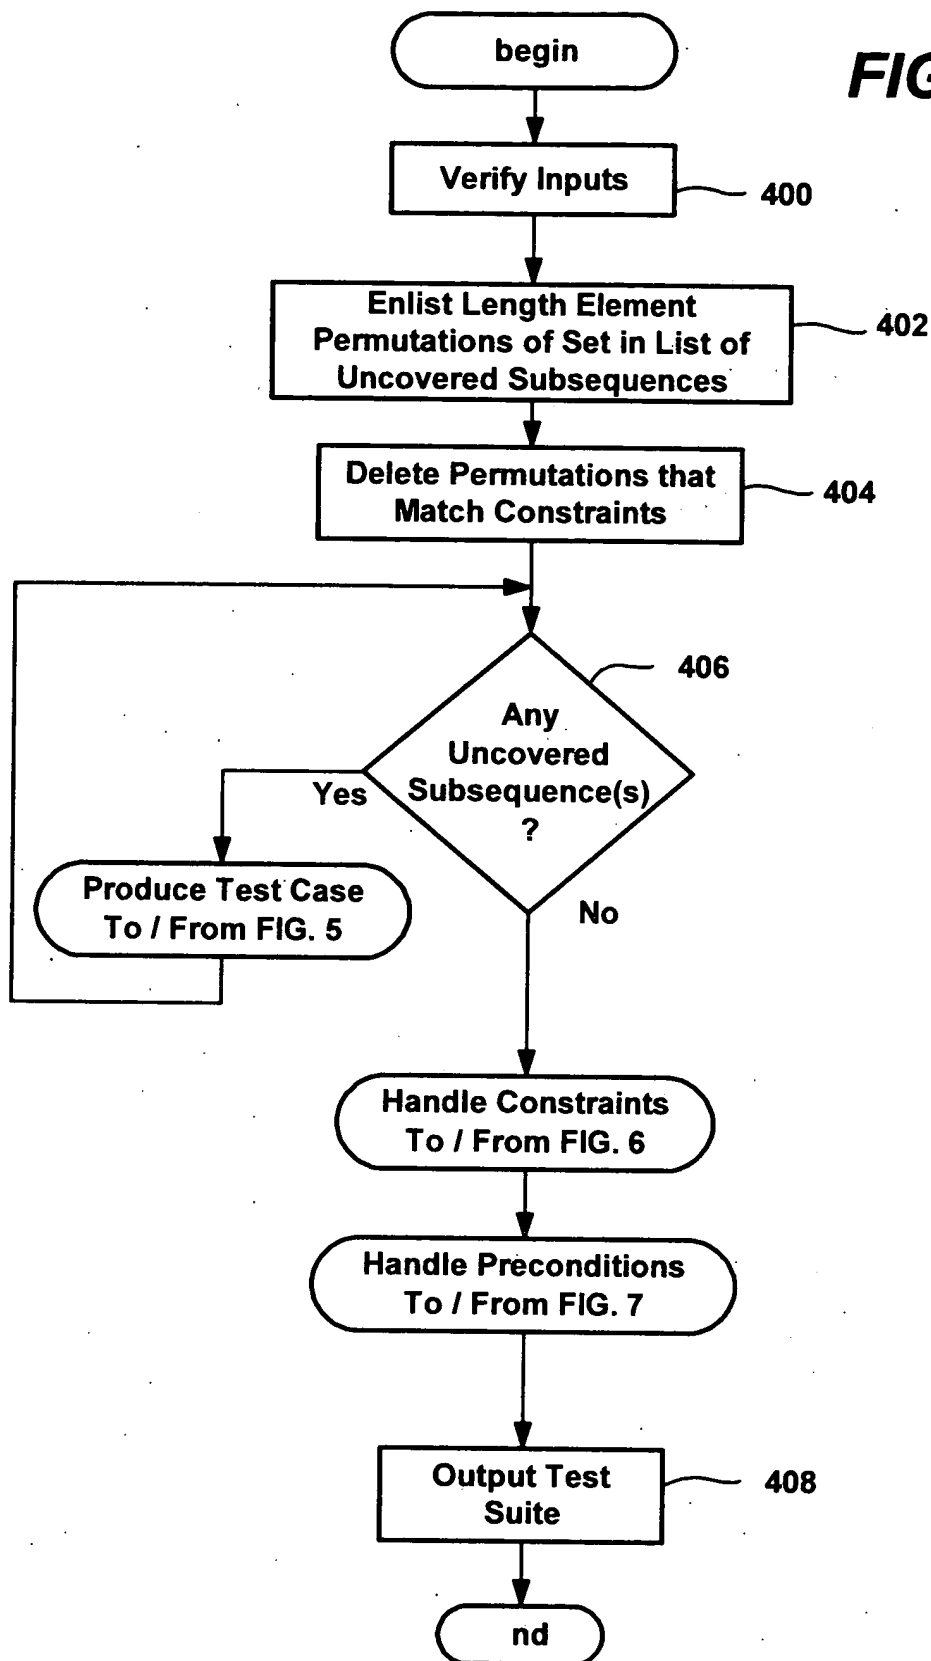 begin
FIG
Verify Inputs
400
Enlist Length Element
Permutations of Set in List of
Uncovered Subsequences
402
Delete Permutations that
Match Constraints
404
406
Any
Uncovered
Subsequence(s)
?
Yes
No
Produce Test Case
To / From FIG. 5
Handle Constraints
To / From FIG. 6
Handle Preconditions
To / From FIG. 7
Output Test
Suite
408
nd